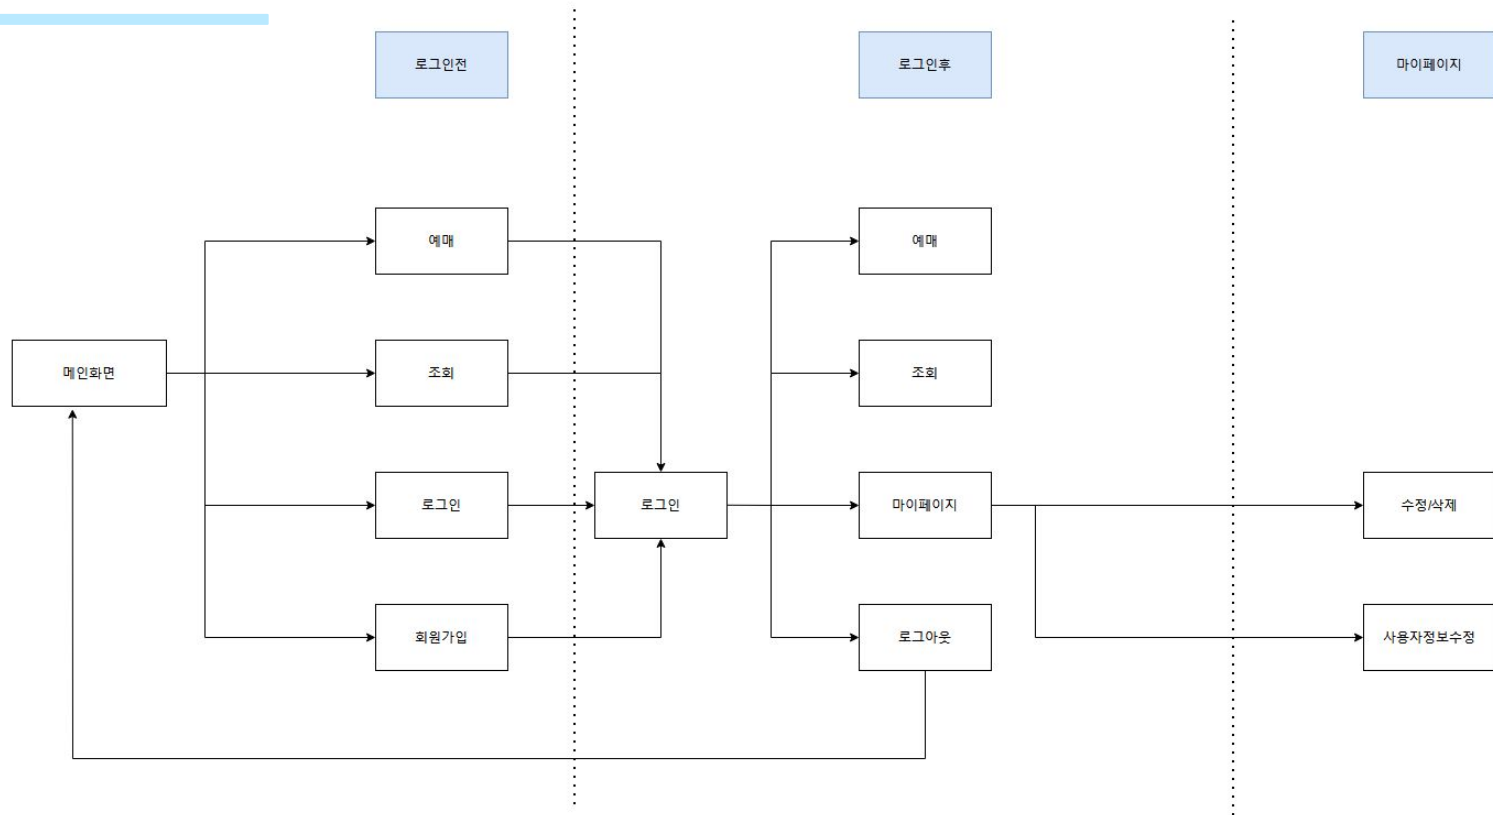 로그인전
로그인후
마이페이지
예매
예매
메인화면
조회
조회
로그인
로그인
마이페이지
수정/삭제
회원가입
로그아웃
사용자정보수정